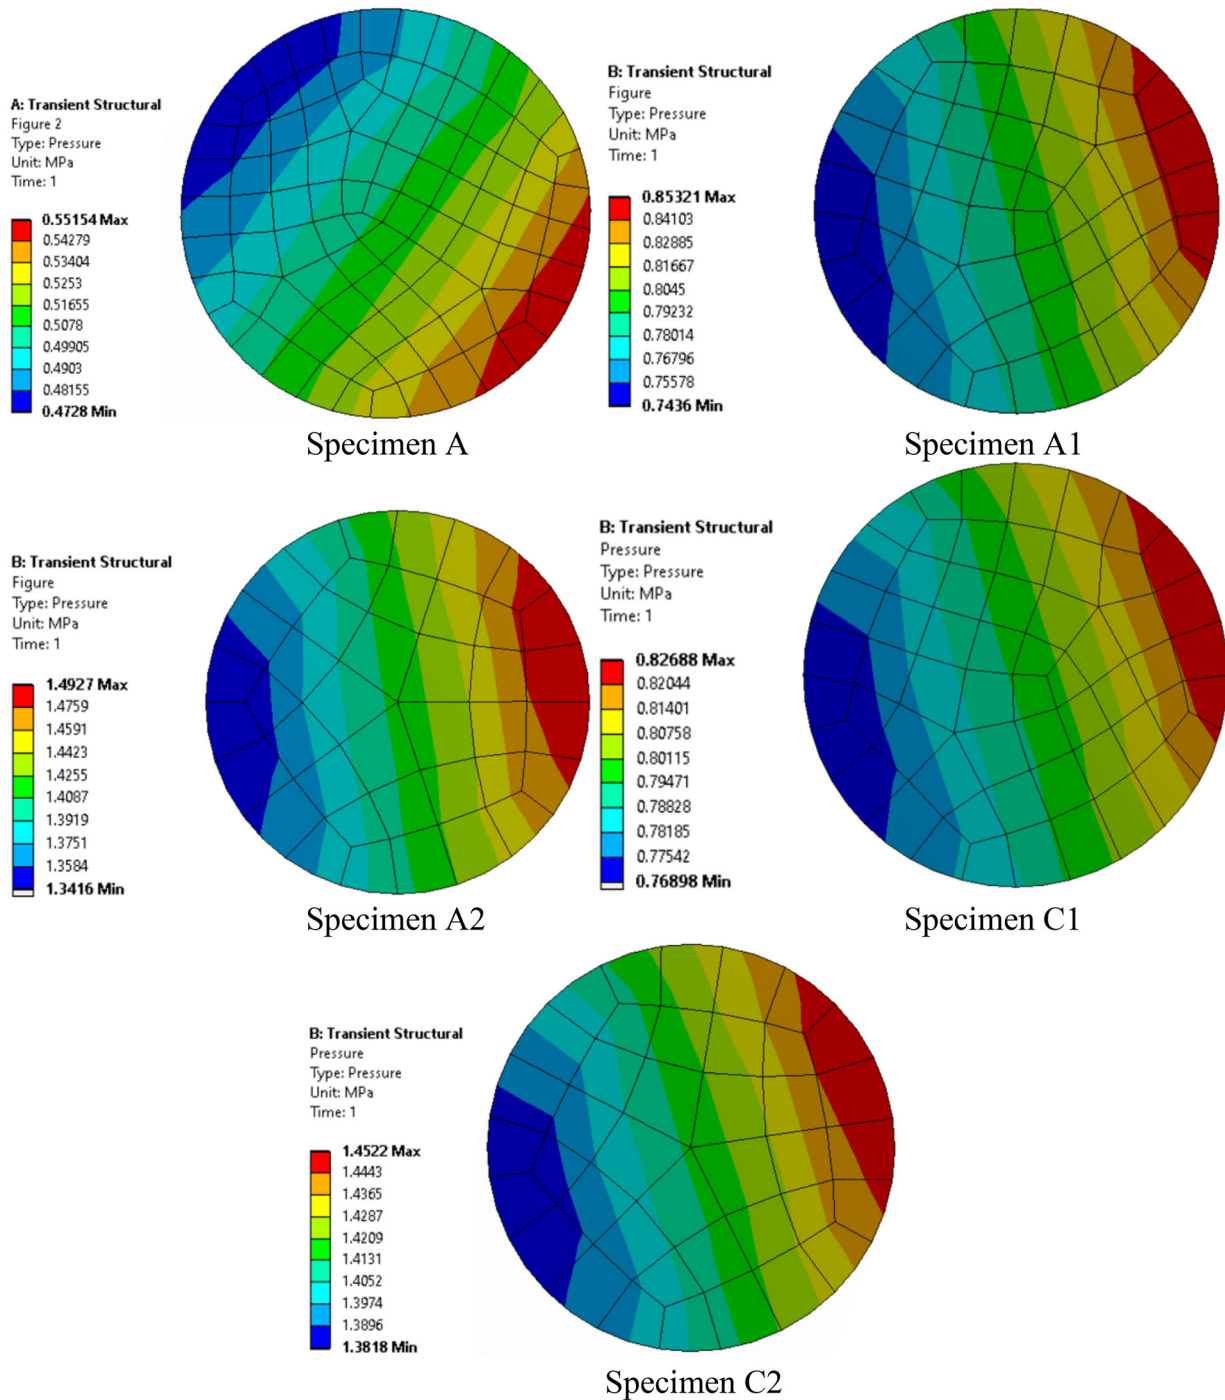 A: Transient Structural
Figure 2
Type: Pressure
Unit: MPa
Time: 1
0.55154 Max
0.54279
0.53404
0.5253
0.51655
0.5078
0.49905
0.4903
0.48155
0.4728 Min
Specimen A
B: Transient Structural
Figure
Type: Pressure
Unit: MPa
Time: 1
0.85321 Max
0.84103
0.82885
0.81667
0.8045
0.79232
0.78014
0.76796
0.75578
0.7436 Min
Specimen A1
B: Transient Structural
Figure
Type: Pressure
Unit: MPa
Time: 1
1.4927 Max
1.4759
1.4591
1.4423
1.4255
1.4087
1.3919
1.3751
1.3584
1.3416 Min
Specimen A2
B: Transient Structural
Pressure
Type: Pressure
Unit: MPa
Time: 1
0.82688 Max
0.82044
0.81401
0.80758
0.80115
0.79471
0.78828
0.78185
0.77542
0.76898 Min
Specimen C1
B: Transient Structural
Pressure
Type: Pressure
Unit: MPa
Time: 1
1.4522 Max
1.4443
1.4365
1.4287
1.4209
1.4131
1.4052
1.3974
1.3896
1.3818 Min
Specimen C2